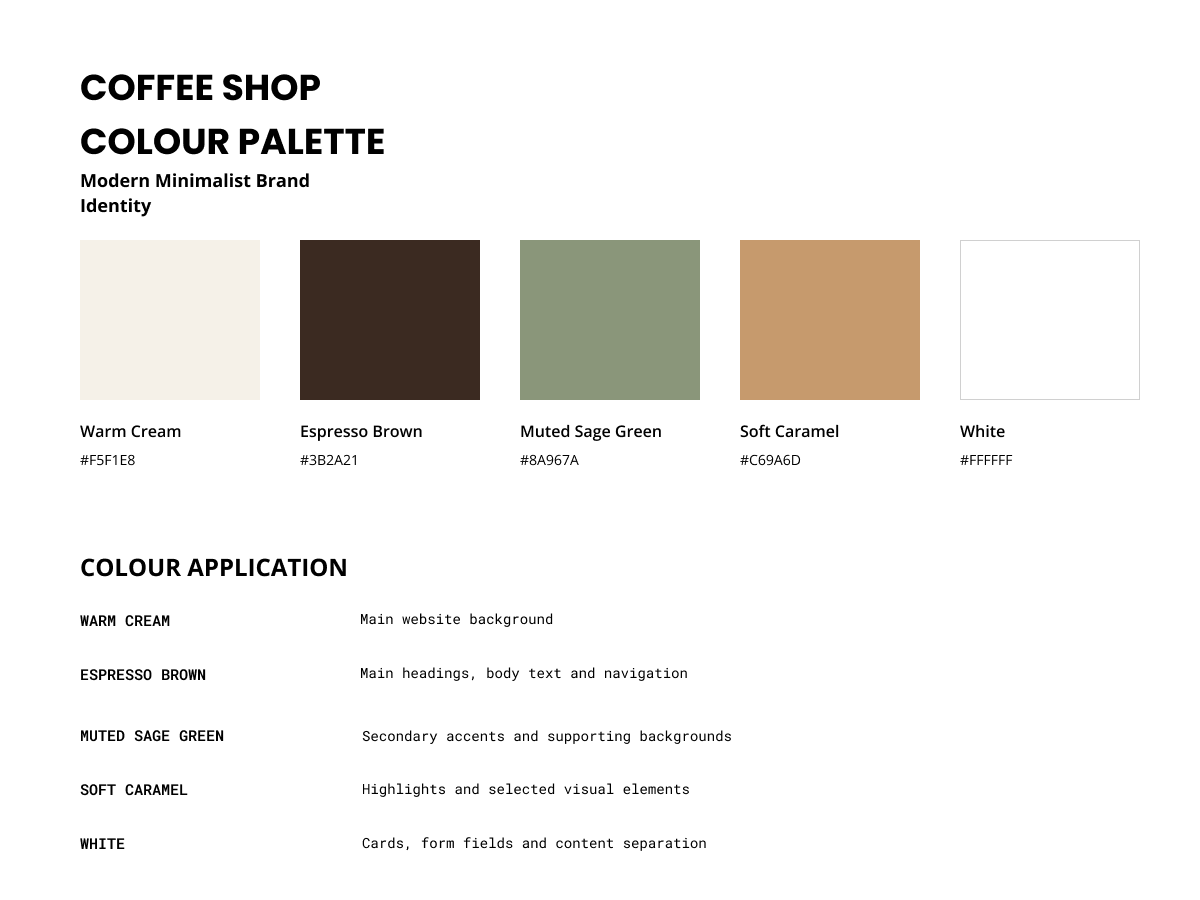 COFFEE SHOP
COLOUR PALETTE
Modern Minimalist Brand
Identity
Warm Cream
#F5F1E8
Espresso Brown
#3B2A21
Muted Sage Green
#8A967A
Soft Caramel
#C69A6D
White
#FFFFFF
COLOUR APPLICATION
WARM CREAM Main website background
ESPRESSO BROWN Main headings, body text and navigation
MUTED SAGE GREEN Secondary accents and supporting backgrounds
SOFT CARAMEL Highlights and selected visual elements
WHITE Cards, form fields and content separation